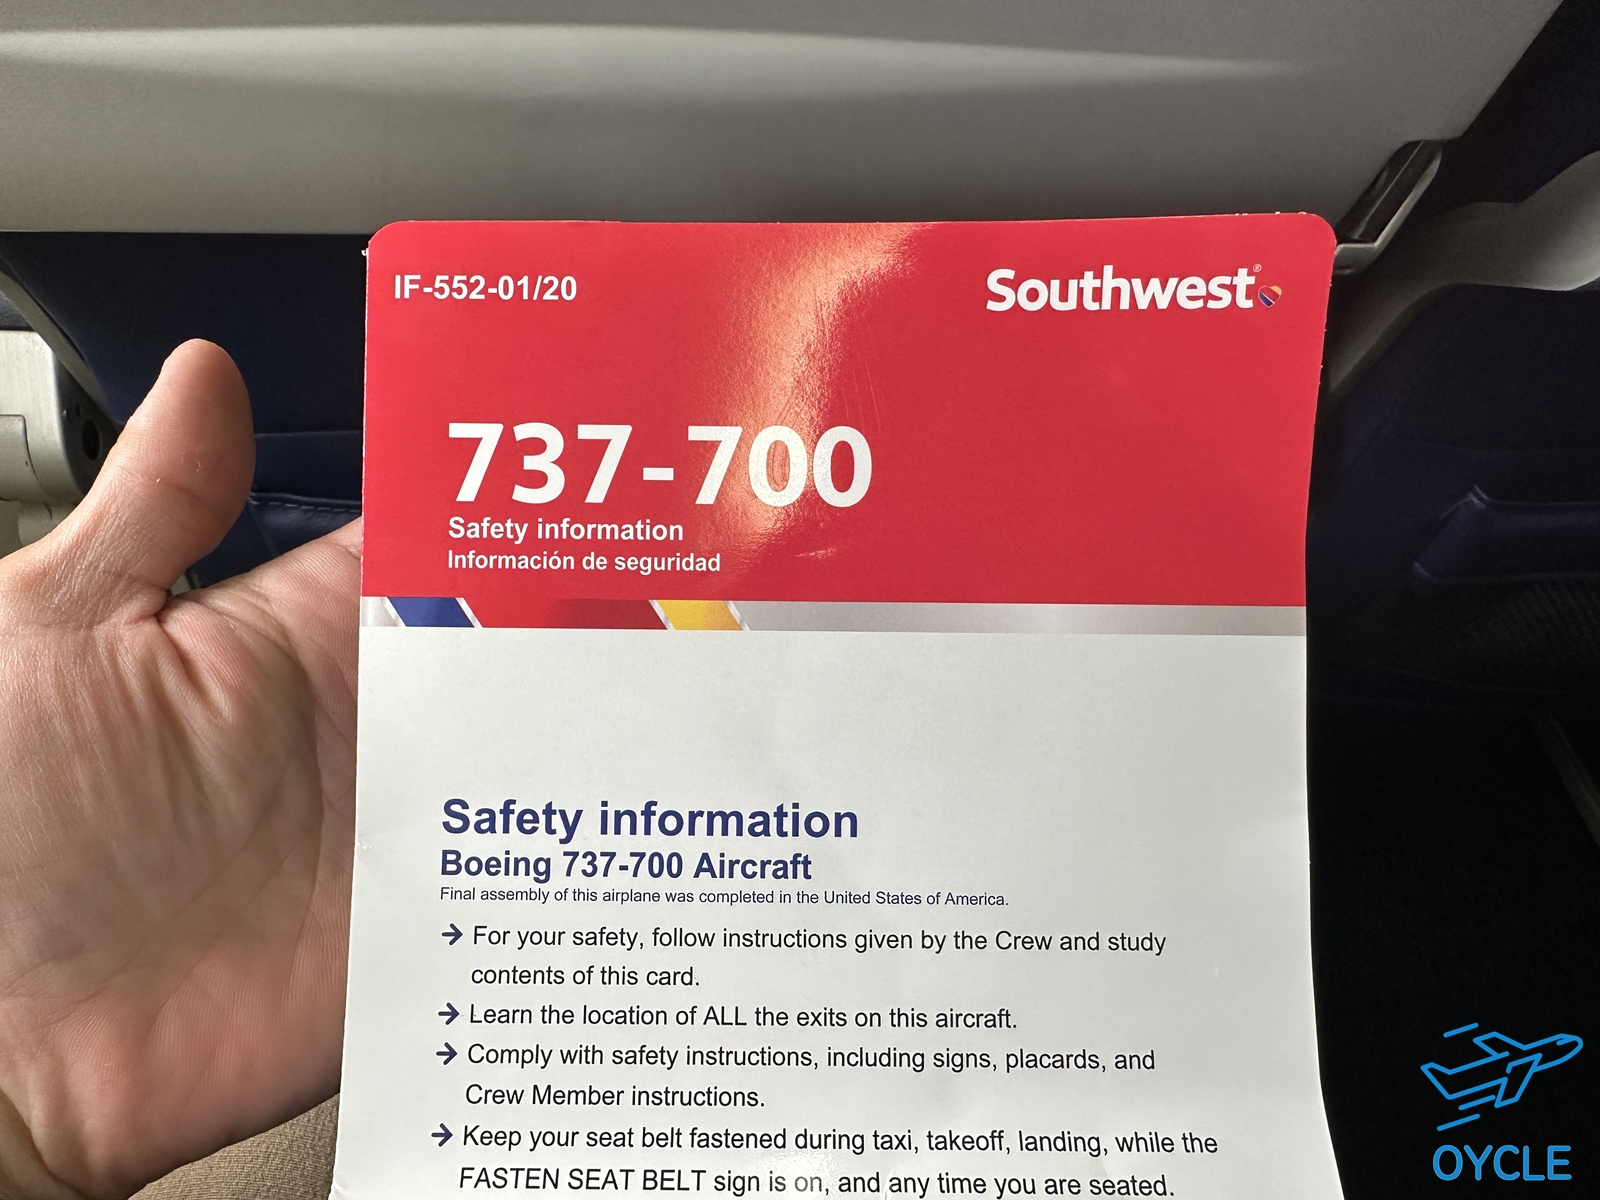 IF-552-01/20
Southwest®
737-700
Safety information
Información de seguridad
Safety information
Boeing 737-700 Aircraft
Final assembly of this airplane was completed in the United States of America.
→ For your safety, follow instructions given by the Crew and study
contents of this card.
→ Learn the location of ALL the exits on this aircraft.
→ Comply with safety instructions, including signs, placards, and
Crew Member instructions.
→ Keep your seat belt fastened during taxi, takeoff, landing, while the
FASTEN SEAT BELT sign is on, and any time you are seated.
OYCLE